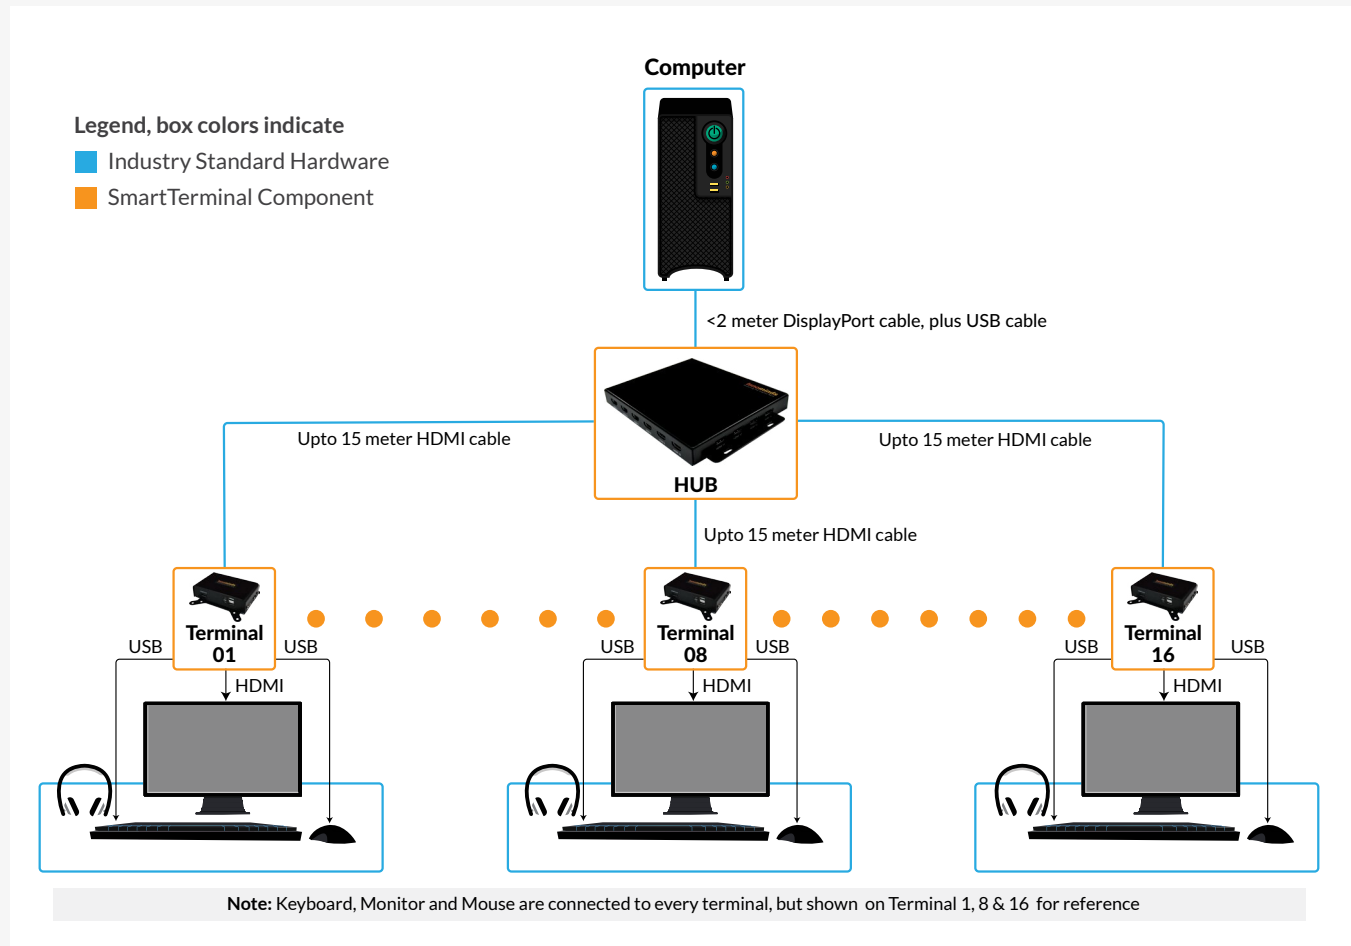 Computer
Legend, box colors indicate
Industry Standard Hardware
SmartTerminal Component
<2 meter DisplayPort cable, plus USB cable
Upto 15 meter HDMI cable
Upto 15 meter HDMI cable
HUB
Upto 15 meter HDMI cable
Terminal
01
Terminal
08
Terminal
16
USB
USB
USB
USB
USB
USB
HDMI
HDMI
HDMI
Note: Keyboard, Monitor and Mouse are connected to every terminal, but shown on Terminal 1, 8 & 16 for reference